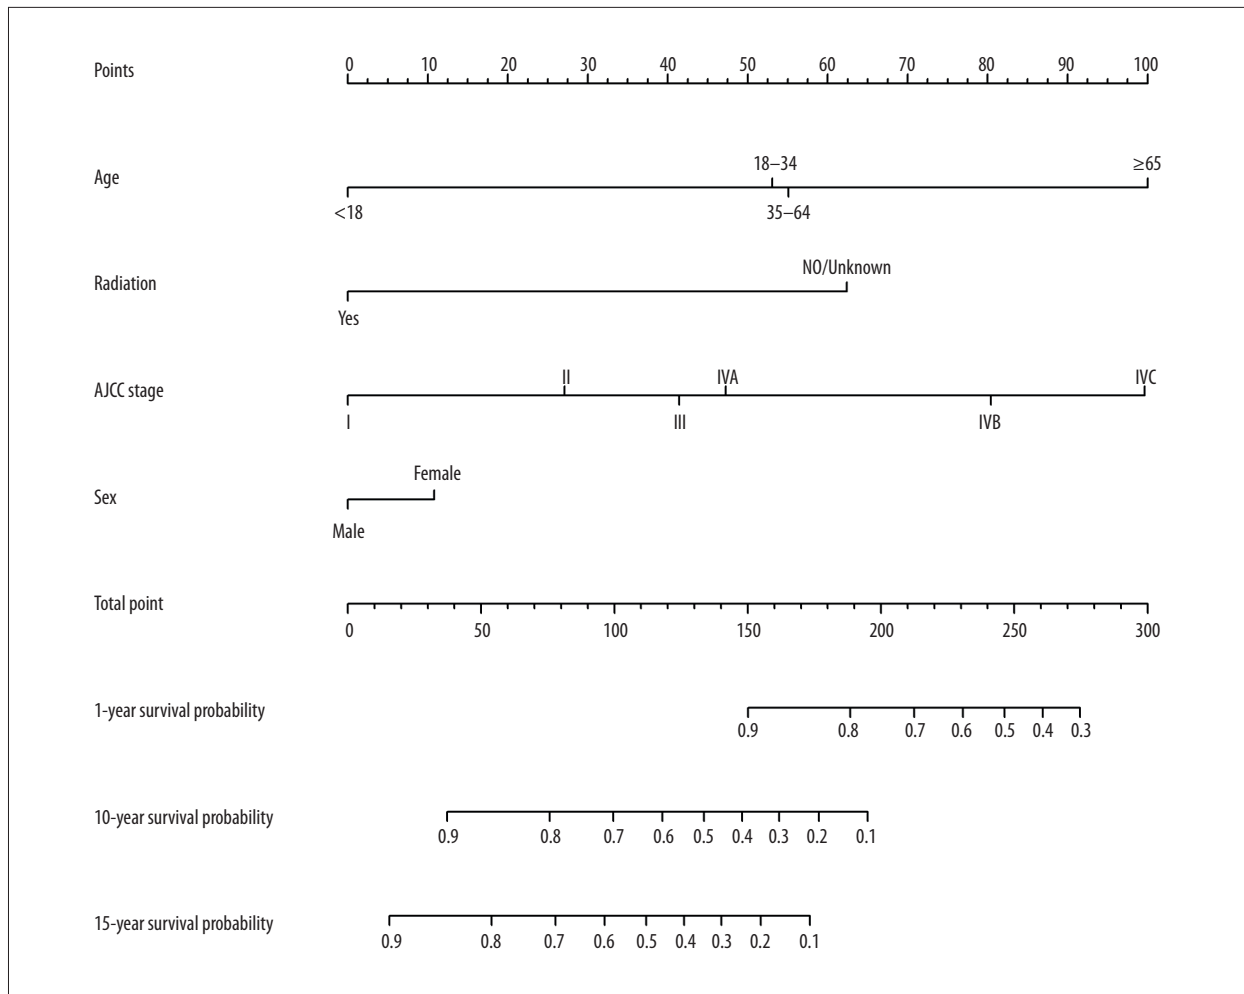 Points 0 10 20 30 40 50 60 70 80 90 100
18–34 ≥65
Age
<18 35–64
NO/Unknown
Radiation
Yes
II IVA IVC
AJCC stage
I III IVB
Female
Sex
Male
Total point
0 50 100 150 200 250 300
1-year survival probability
0.9 0.8 0.7 0.6 0.5 0.4 0.3
10-year survival probability
0.9 0.8 0.7 0.6 0.5 0.4 0.3 0.2 0.1
15-year survival probability
0.9 0.8 0.7 0.6 0.5 0.4 0.3 0.2 0.1